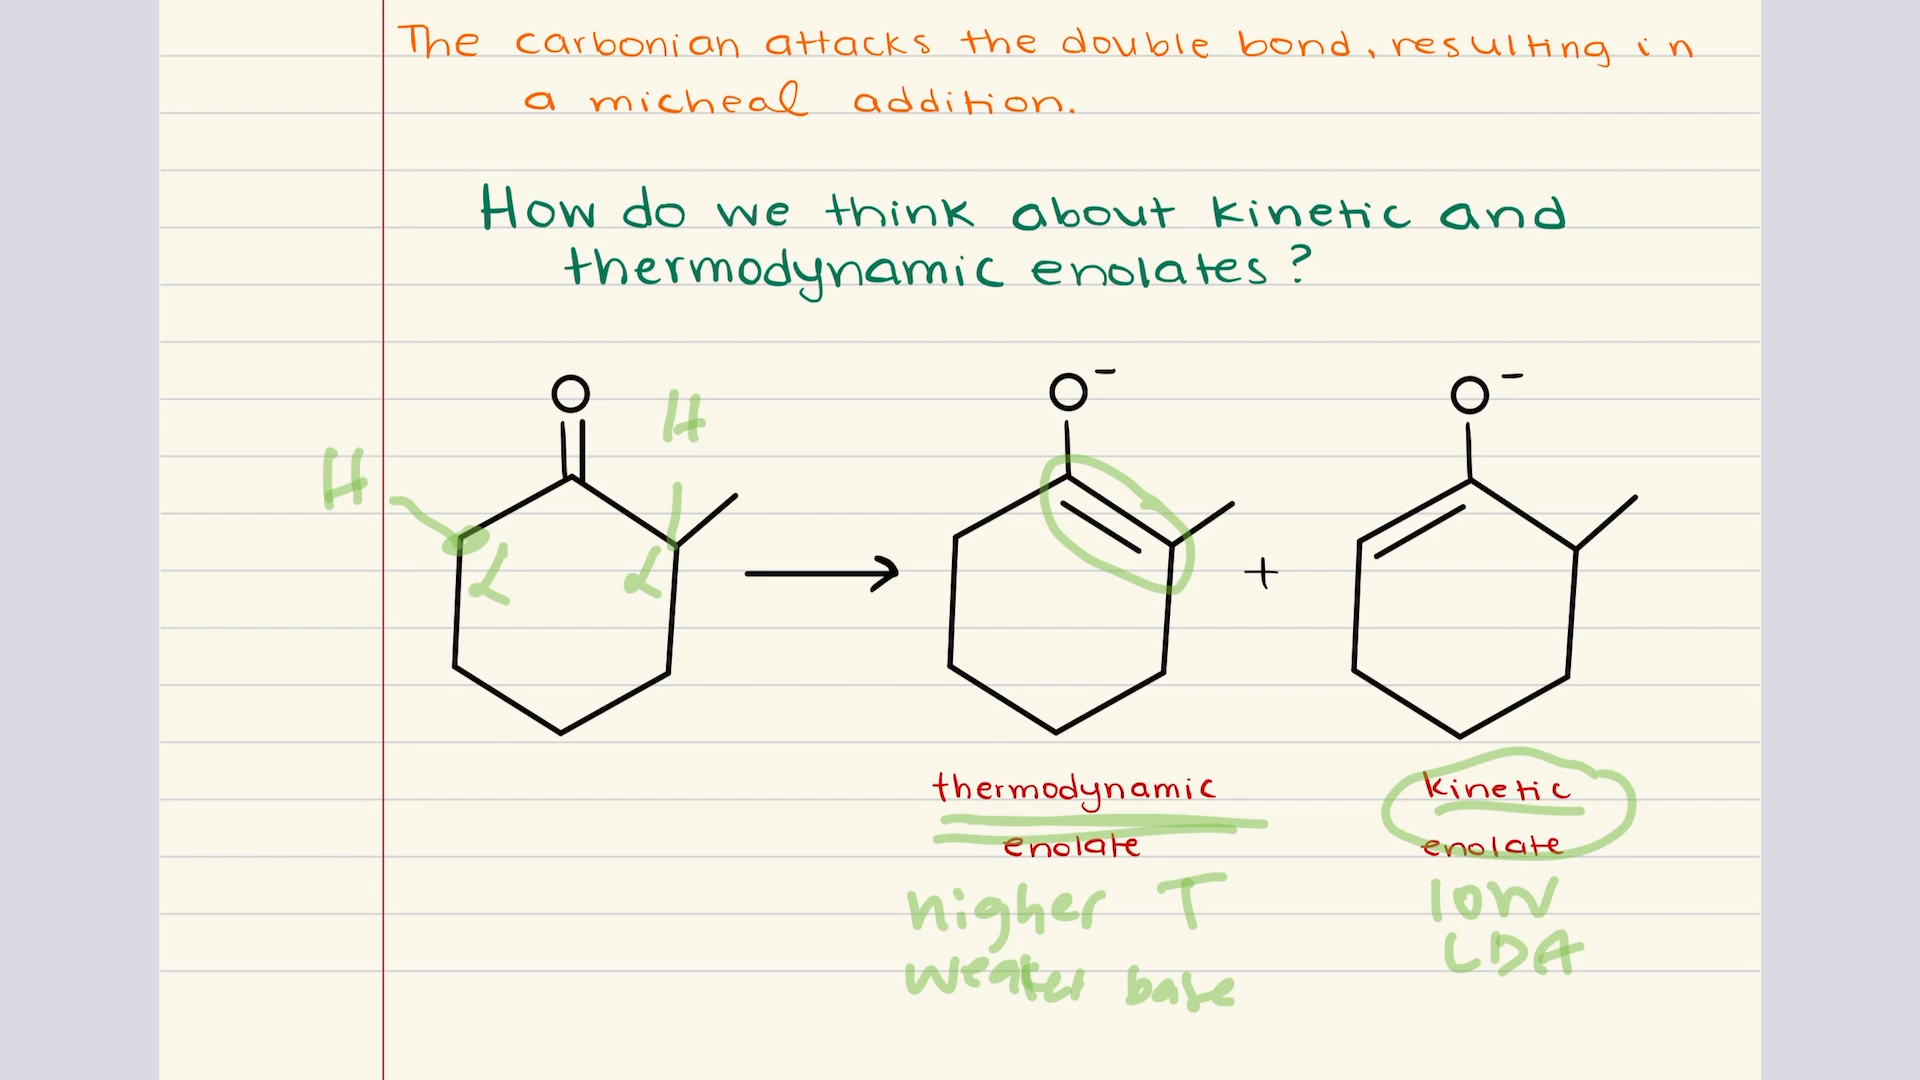 The carbonian attacks the double bond, resulting in
a micheal addition.
How do we think about kinetic and
thermodynamic enolates?
O
H
H
α
α
O⁻
+
O⁻
thermodynamic
enolate
kinetic
enolate
higher T
weaker base
low
LDA